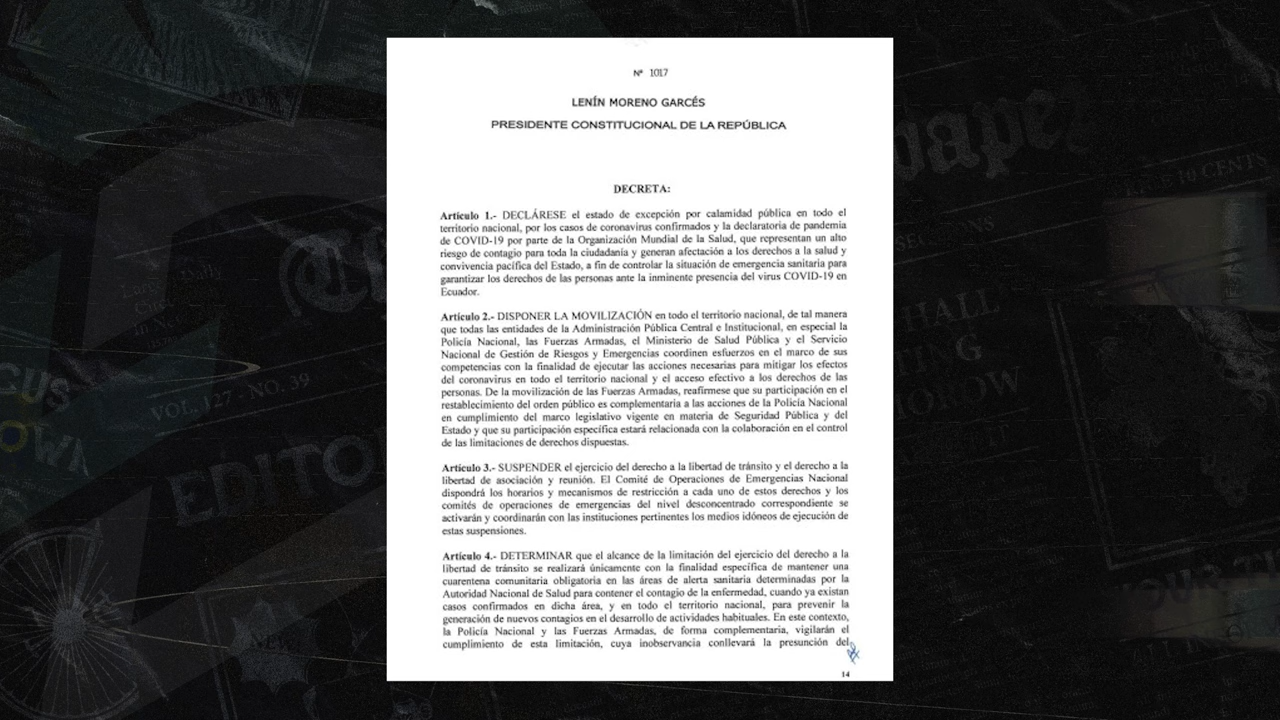 Nº 1017
LENÍN MORENO GARCÉS
PRESIDENTE CONSTITUCIONAL DE LA REPÚBLICA
DECRETA:
Artículo 1.- DECLÁRESE el estado de excepción por calamidad pública en todo el
territorio nacional, por los casos de coronavirus confirmados y la declaratoria de pandemia
de COVID-19 por parte de la Organización Mundial de la Salud, que representan un alto
riesgo de contagio para toda la ciudadanía y generan afectación a los derechos a la salud y
convivencia pacífica del Estado, a fin de controlar la situación de emergencia sanitaria para
garantizar los derechos de las personas ante la inminente presencia del virus COVID-19 en
Ecuador.
Artículo 2.- DISPONER LA MOVILIZACIÓN en todo el territorio nacional, de tal manera
que todas las entidades de la Administración Pública Central e Institucional, en especial la
Policía Nacional, las Fuerzas Armadas, el Ministerio de Salud Pública y el Servicio
Nacional de Gestión de Riesgos y Emergencias coordinen esfuerzos en el marco de sus
competencias con la finalidad de ejecutar las acciones necesarias para mitigar los efectos
del coronavirus en todo el territorio nacional y el acceso efectivo a los derechos de las
personas. De la movilización de las Fuerzas Armadas, reafírmese que su participación en el
restablecimiento del orden público es complementaria a las acciones de la Policía Nacional
en cumplimiento del marco legislativo vigente en materia de Seguridad Pública y del
Estado y que su participación específica estará relacionada con la colaboración en el control
de las limitaciones de derechos dispuestas.
Artículo 3.- SUSPENDER el ejercicio del derecho a la libertad de tránsito y el derecho a la
libertad de asociación y reunión. El Comité de Operaciones de Emergencias Nacional
dispondrá los horarios y mecanismos de restricción a cada uno de estos derechos y los
comités de operaciones de emergencias del nivel desconcentrado correspondiente se
activarán y coordinarán con las instituciones pertinentes los medios idóneos de ejecución de
estas suspensiones.
Artículo 4.- DETERMINAR que el alcance de la limitación del ejercicio del derecho a la
libertad de tránsito se realizará únicamente con la finalidad específica de mantener una
cuarentena comunitaria obligatoria en las áreas de alerta sanitaria determinadas por la
Autoridad Nacional de Salud para contener el contagio de la enfermedad, cuando ya existan
casos confirmados en dicha área, y en todo el territorio nacional, para prevenir la
generación de nuevos contagios en el desarrollo de actividades habituales. En este contexto,
la Policía Nacional y las Fuerzas Armadas, de forma complementaria, vigilarán el
cumplimiento de esta limitación, cuya inobservancia conllevará la presunción del
14
VOL. 127 - NO. 39
EDITO
10 CENTS
HALL
G